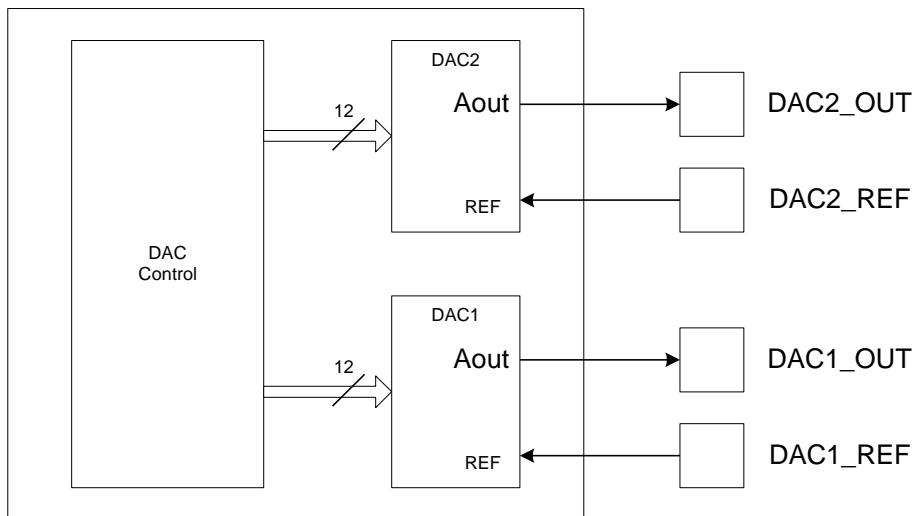 DAC2
12
Aout
DAC2_OUT
REF
DAC2_REF
DAC
Control
DAC1
12
Aout
DAC1_OUT
REF
DAC1_REF